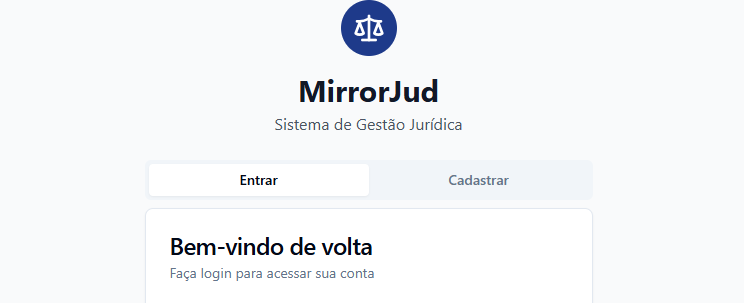 MirrorJud
Sistema de Gestão Jurídica
Entrar
Cadastrar
Bem-vindo de volta
Faça login para acessar sua conta